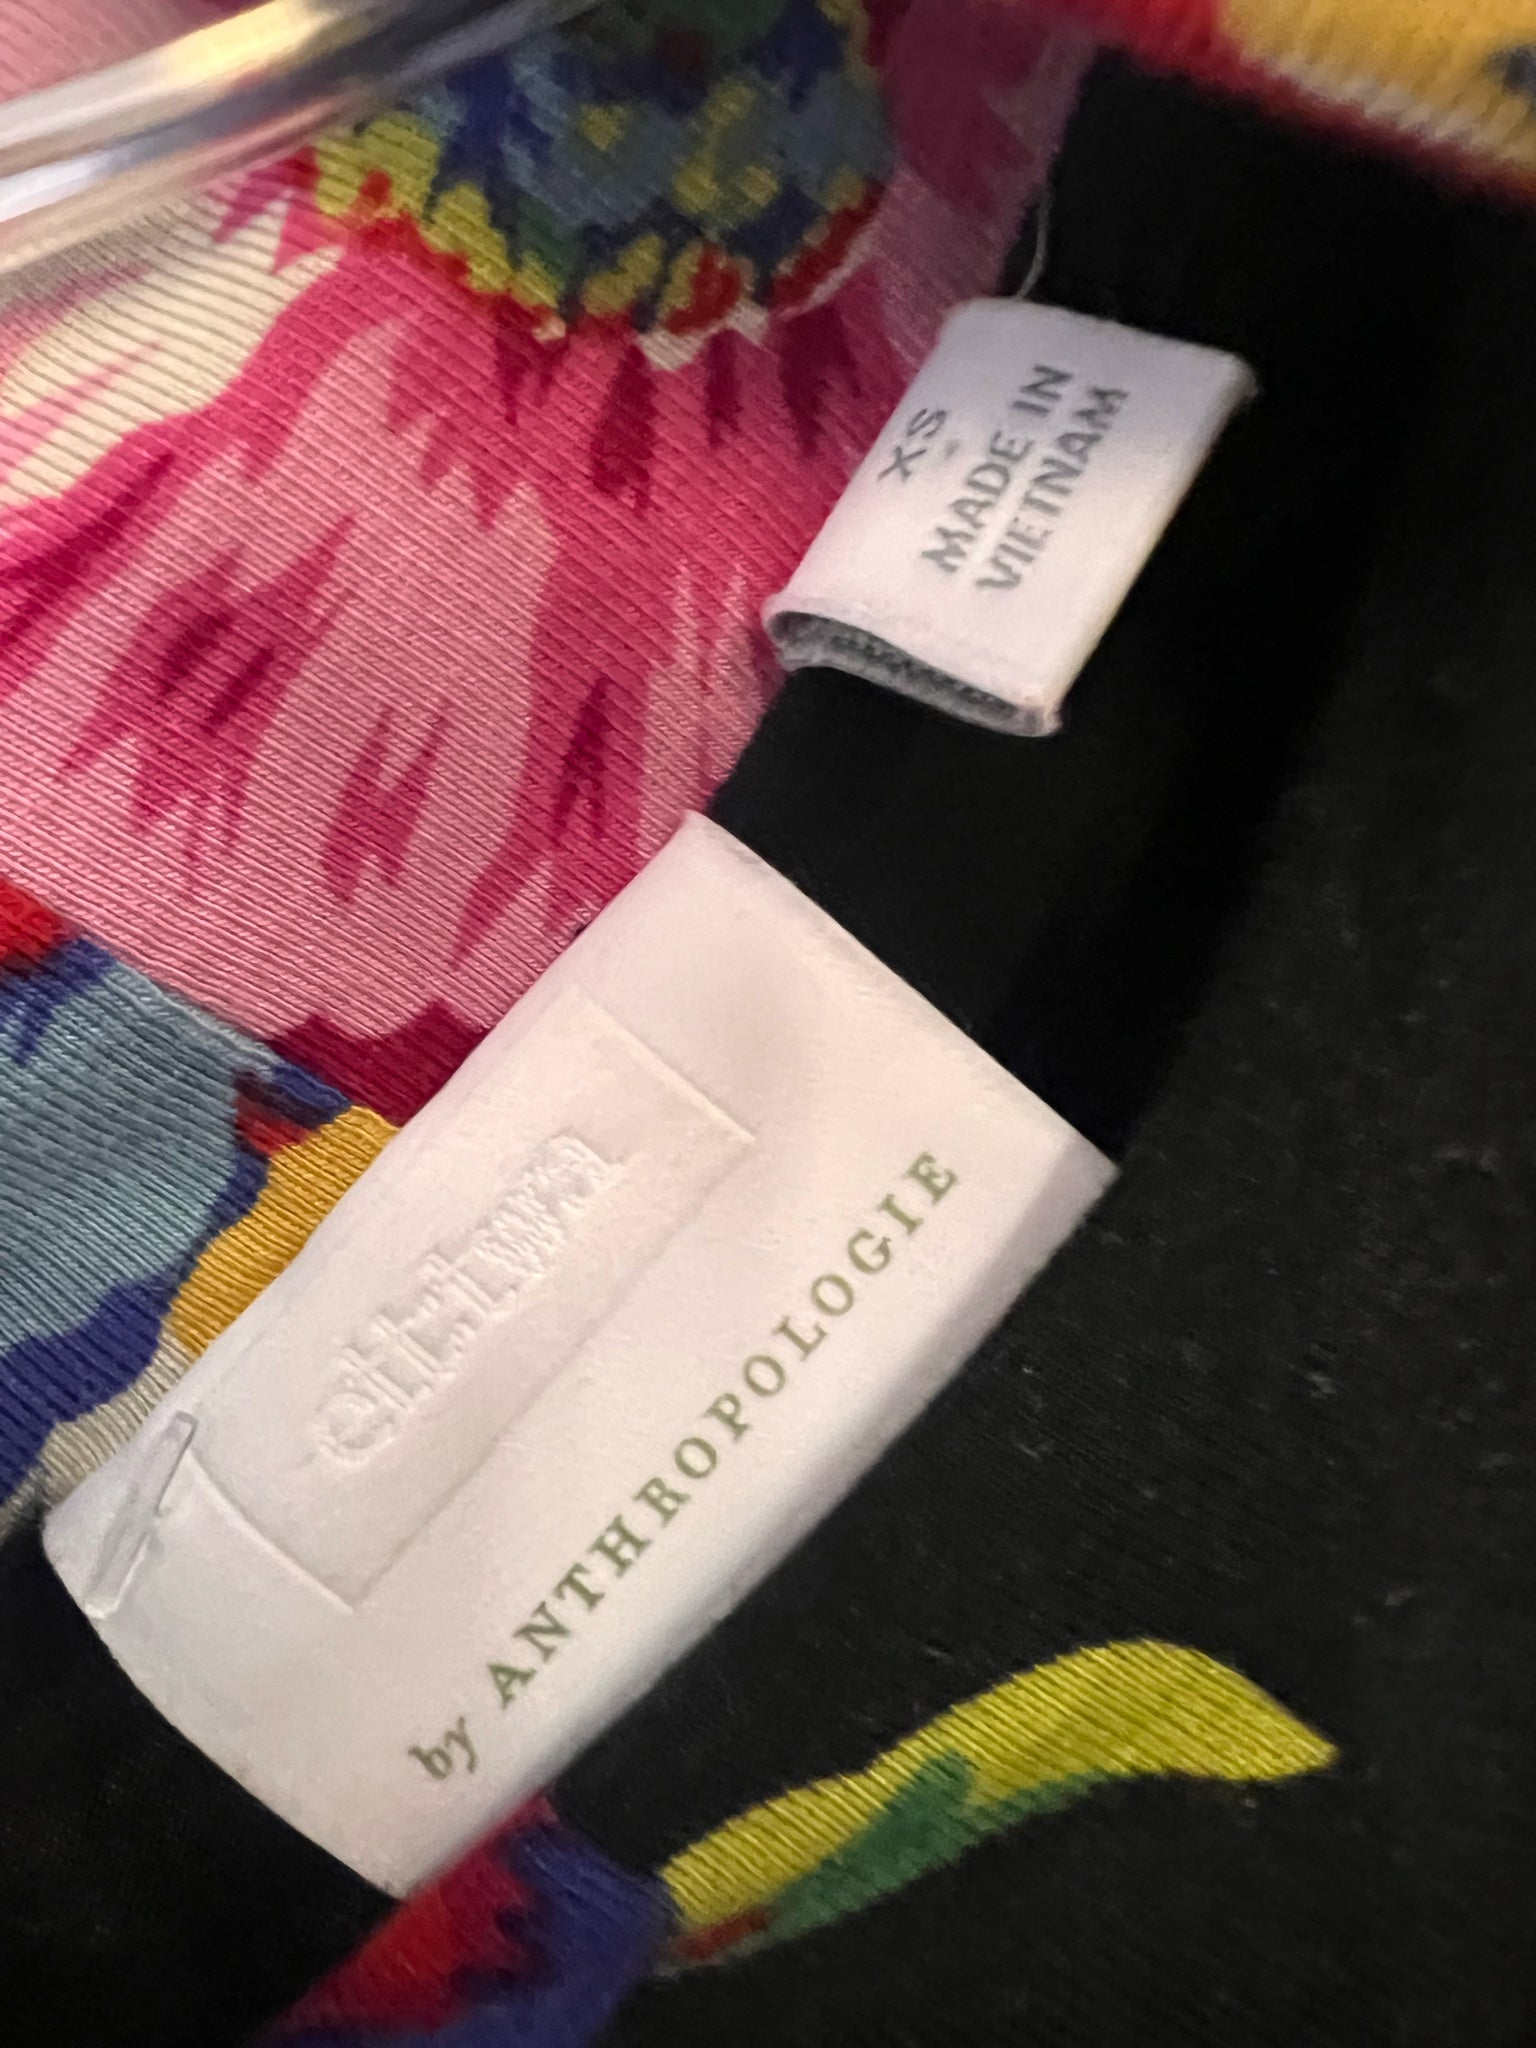 XS
MADE IN
VIETNAM
by ANTHROPOLOGIE